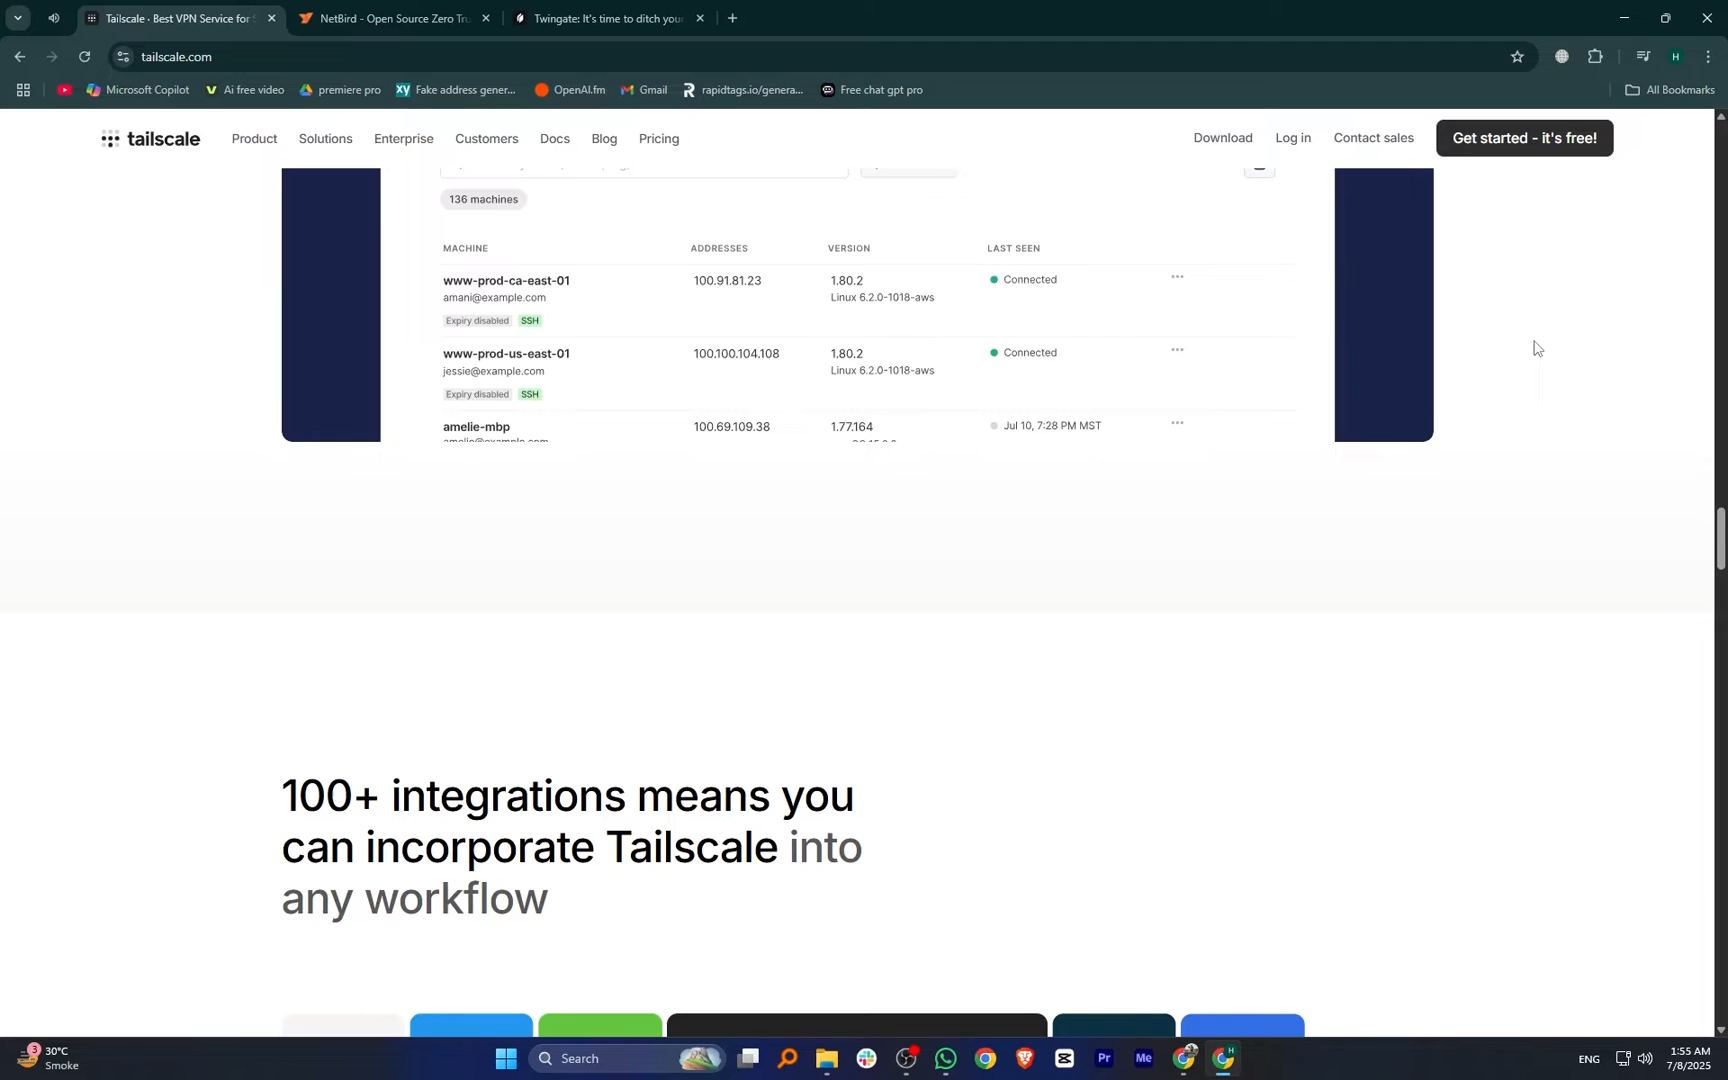 Tailscale · Best VPN Service for S
NetBird - Open Source Zero Tru
Twingate: It's time to ditch your
tailscale.com
H
Microsoft Copilot
Ai free video
premiere pro
XY Fake address gener...
OpenAI.fm
Gmail
rapidtags.io/genera...
Free chat gpt pro
All Bookmarks
tailscale
Product
Solutions
Enterprise
Customers
Docs
Blog
Pricing
Download
Log in
Contact sales
Get started - it's free!
136 machines
MACHINE
ADDRESSES
VERSION
LAST SEEN
www-prod-ca-east-01
100.91.81.23
1.80.2
Connected
amani@example.com
Linux 6.2.0-1018-aws
Expiry disabled
SSH
www-prod-us-east-01
100.100.104.108
1.80.2
Connected
jessie@example.com
Linux 6.2.0-1018-aws
Expiry disabled
SSH
amelie-mbp
100.69.109.38
1.77.164
Jul 10, 7:28 PM MST
100+ integrations means you
can incorporate Tailscale into
any workflow
3
30°C
Smoke
Search
Pr
Me
H
ENG
1:55 AM
7/8/2025